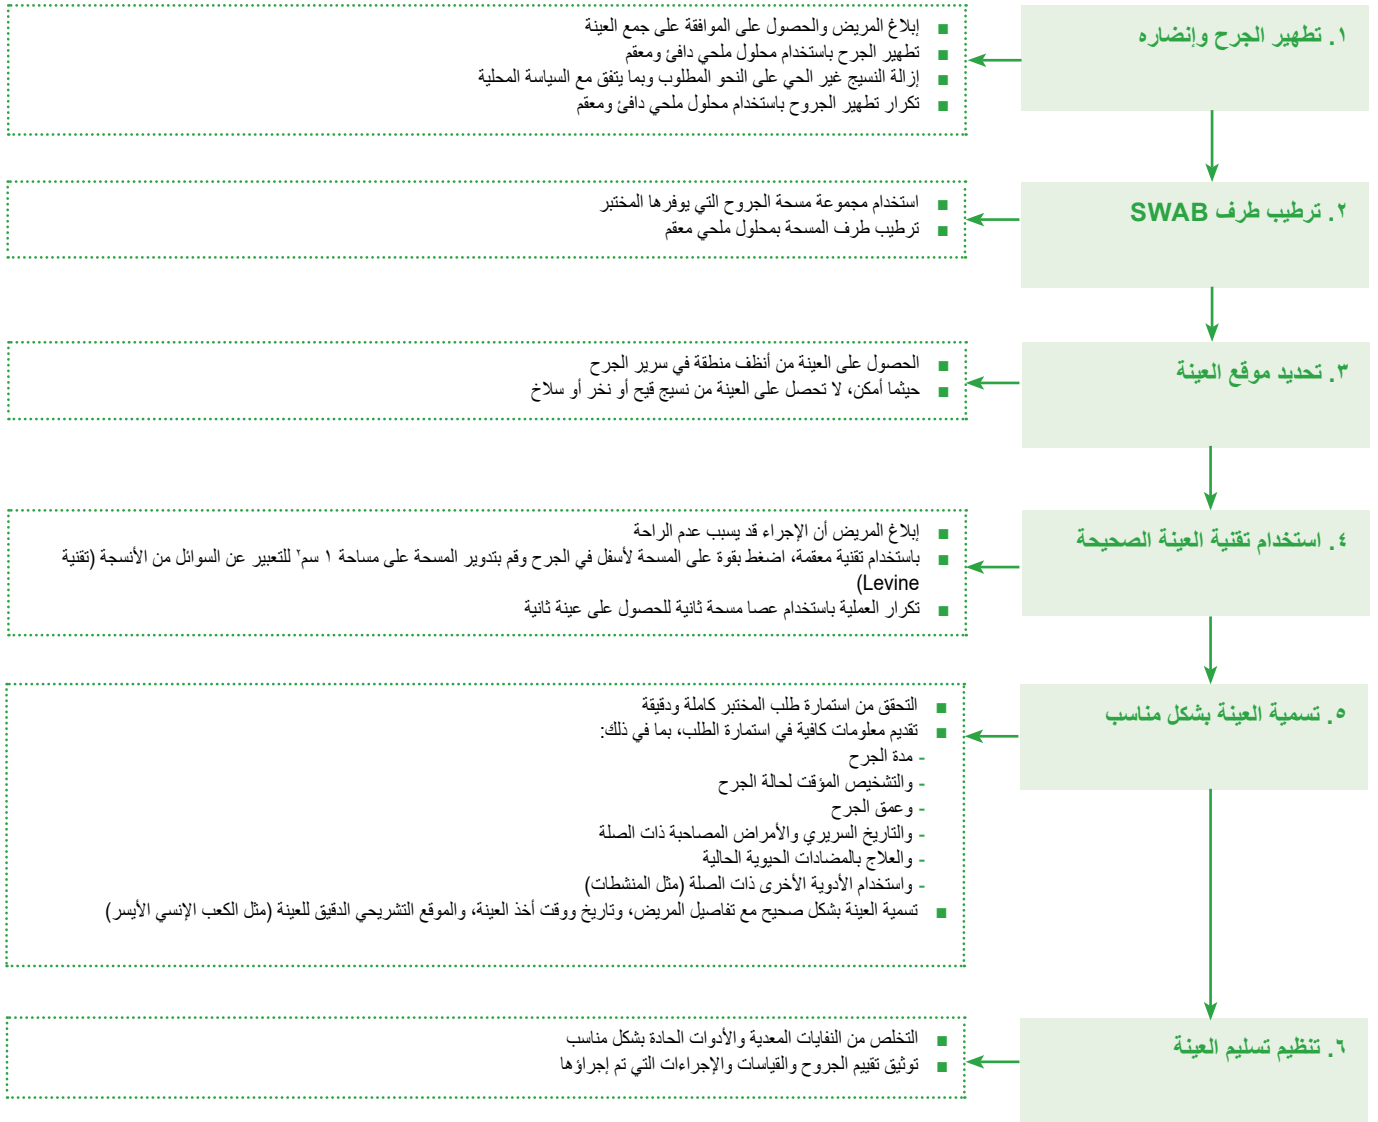 ١. تطهير الجرح وإنضاره
إبلاغ المريض والحصول على الموافقة على جمع العينة
تطهير الجرح باستخدام محلول ملحي دافئ ومعقم
إزالة النسيج غير الحي على النحو المطلوب وبما يتفق مع السياسة المحلية
تكرار تطهير الجروح باستخدام محلول ملحي دافئ ومعقم
٢. ترطيب طرف SWAB
استخدام مجموعة مسحة الجروح التي يوفرها المختبر
ترطيب طرف المسحة بمحلول ملحي معقم
٣. تحديد موقع العينة
الحصول على العينة من أنظف منطقة في سرير الجرح
حيثما أمكن، لا تحصل على العينة من نسيج قيح أو نخر أو سلاخ
٤. استخدام تقنية العينة الصحيحة
إبلاغ المريض أن الإجراء قد يسبب عدم الراحة
باستخدام تقنية معقمة، اضغط بقوة على المسحة لأسفل في الجرح وقم بتدوير المسحة على مساحة ١ سم٢ للتعبير عن السوائل من الأنسجة (تقنية
Levine)
تكرار العملية باستخدام عصا مسحة ثانية للحصول على عينة ثانية
٥. تسمية العينة بشكل مناسب
التحقق من استمارة طلب المختبر كاملة ودقيقة
تقديم معلومات كافية في استمارة الطلب، بما في ذلك:
- مدة الجرح
- والتشخيص المؤقت لحالة الجرح
- وعمق الجرح
- والتاريخ السريري والأمراض المصاحبة ذات الصلة
- والعلاج بالمضادات الحيوية الحالية
- واستخدام الأدوية الأخرى ذات الصلة (مثل المنشطات)
تسمية العينة بشكل صحيح مع تفاصيل المريض، وتاريخ ووقت أخذ العينة، والموقع التشريحي الدقيق للعينة (مثل الكعب الإنسي الأيسر)
٦. تنظيم تسليم العينة
التخلص من النفايات المعدية والأدوات الحادة بشكل مناسب
توثيق تقييم الجروح والقياسات والإجراءات التي تم إجراؤها